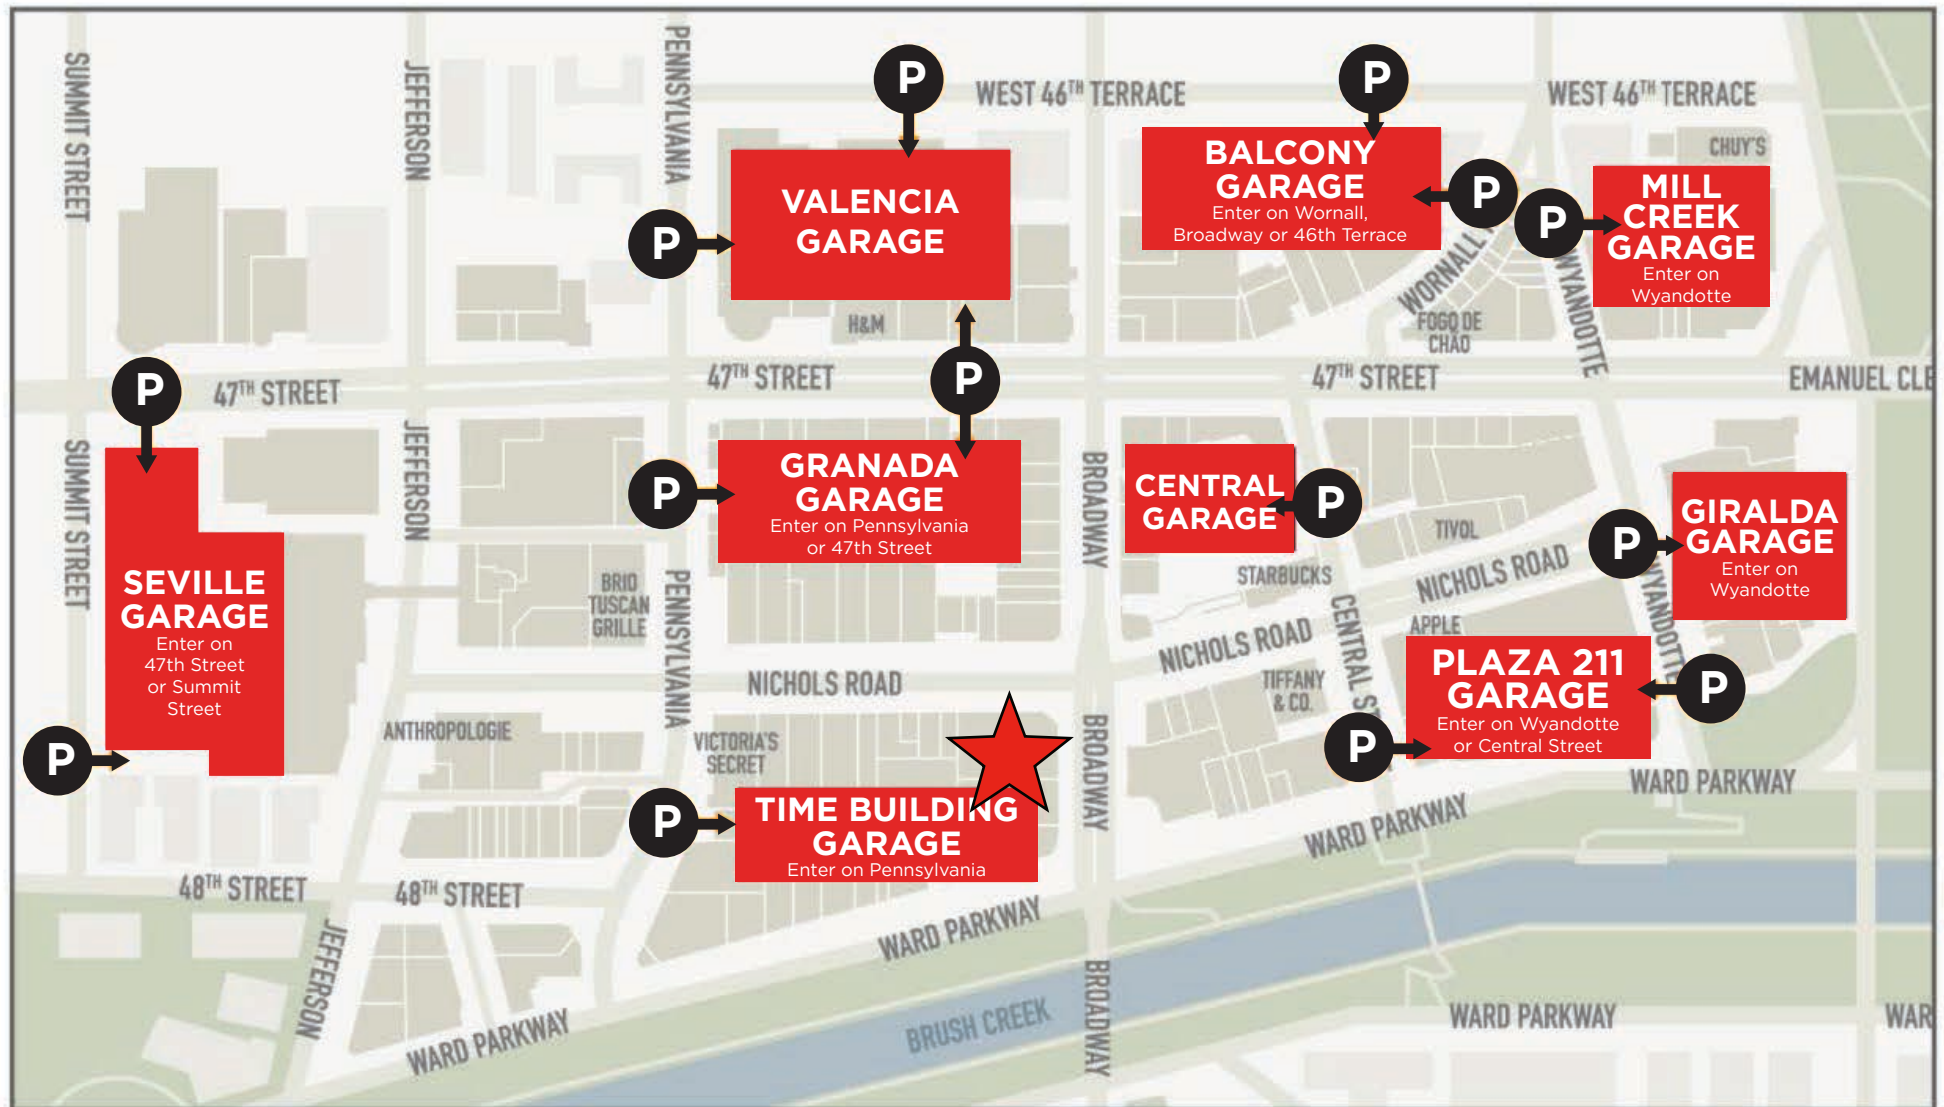 SUMMIT STREET
JEFFERSON
PENNSYLVANIA
P
WEST 46TH TERRACE
P
WEST 46TH TERRACE
CHUY'S
VALENCIA
GARAGE
P
BALCONY
GARAGE
Enter on Wornall,
Broadway or 46th Terrace
P
P
MILL
CREEK
GARAGE
Enter on
Wyandotte
WORNALL
WYANDOTTE
H&M
FOGO DE
CHAO
P
47TH STREET
47TH STREET
P
47TH STREET
EMANUEL CLE
SUMMIT STREET
JEFFERSON
SEVILLE
GARAGE
Enter on
47th Street
or Summit
Street
P
P
GRANADA
GARAGE
Enter on Pennsylvania
or 47th Street
BROADWAY
CENTRAL
GARAGE
P
TIVOL
NICHOLS ROAD
P
GIRALDA
GARAGE
Enter on
Wyandotte
WYANDOTTE
BRIO
TUSCAN
GRILLE
PENNSYLVANIA
STARBUCKS
CENTRAL ST
APPLE
NICHOLS ROAD
NICHOLS ROAD
TIFFANY
& CO.
PLAZA 211
GARAGE
Enter on Wyandotte
or Central Street
P
P
ANTHROPOLOGIE
VICTORIA'S
SECRET
BROADWAY
P
TIME BUILDING
GARAGE
Enter on Pennsylvania
WARD PARKWAY
WARD PARKWAY
48TH STREET
48TH STREET
JEFFERSON
WARD PARKWAY
WARD PARKWAY
BRUSH CREEK
BROADWAY
WARD PARKWAY
WAR